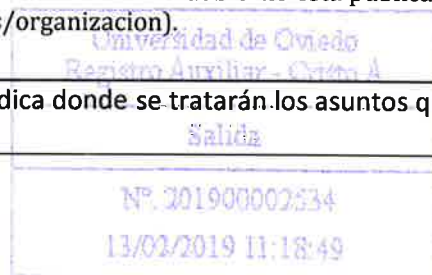 s/organizacion).
Universidad de Oviedo
Registro Auxiliar - Cristo A
dica donde se tratarán los asuntos q
Salida
Nº. 201900002534
13/02/2019 11:18:49